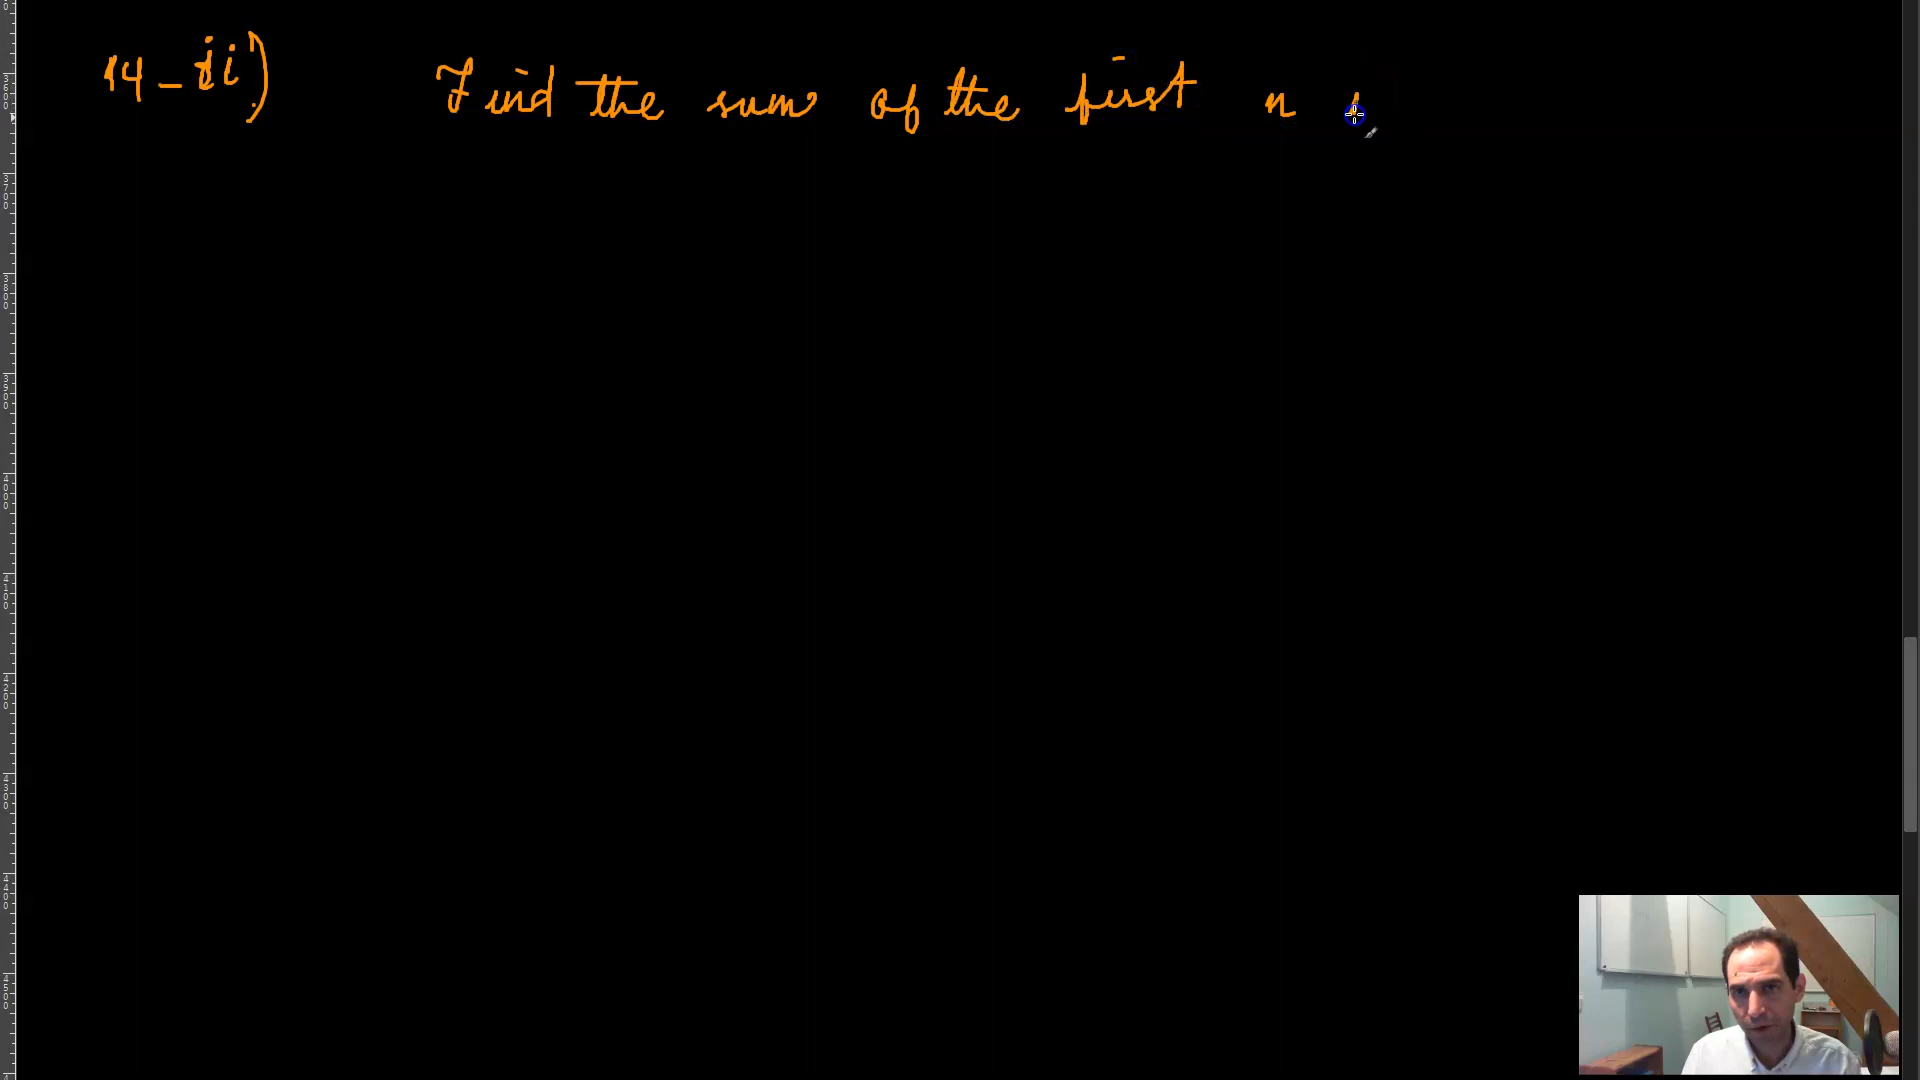 14-ii) Find the sum of the first n